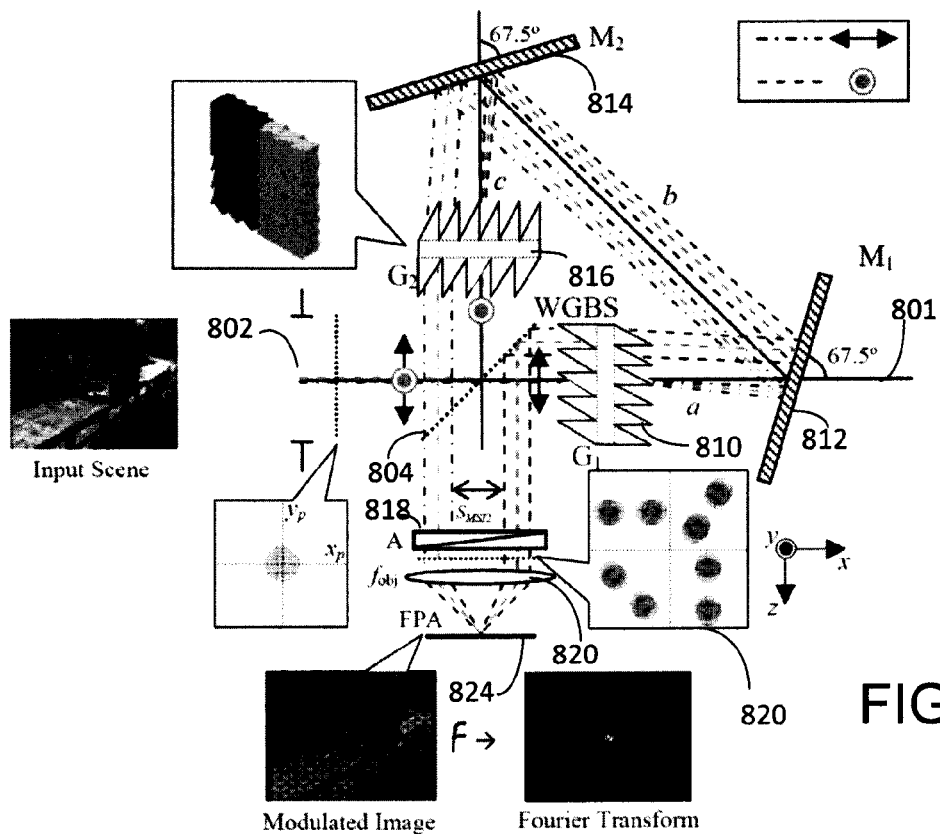 67.5°
M2
814
b
c
M1
G2
816
WGBS
801
802
67.5°
a
810
812
Input Scene
804
G1
818
SMSI2
A
yp
xp
y
x
z
fobj
FPA
820
824
820
FIG
F →
Modulated Image
Fourier Transform